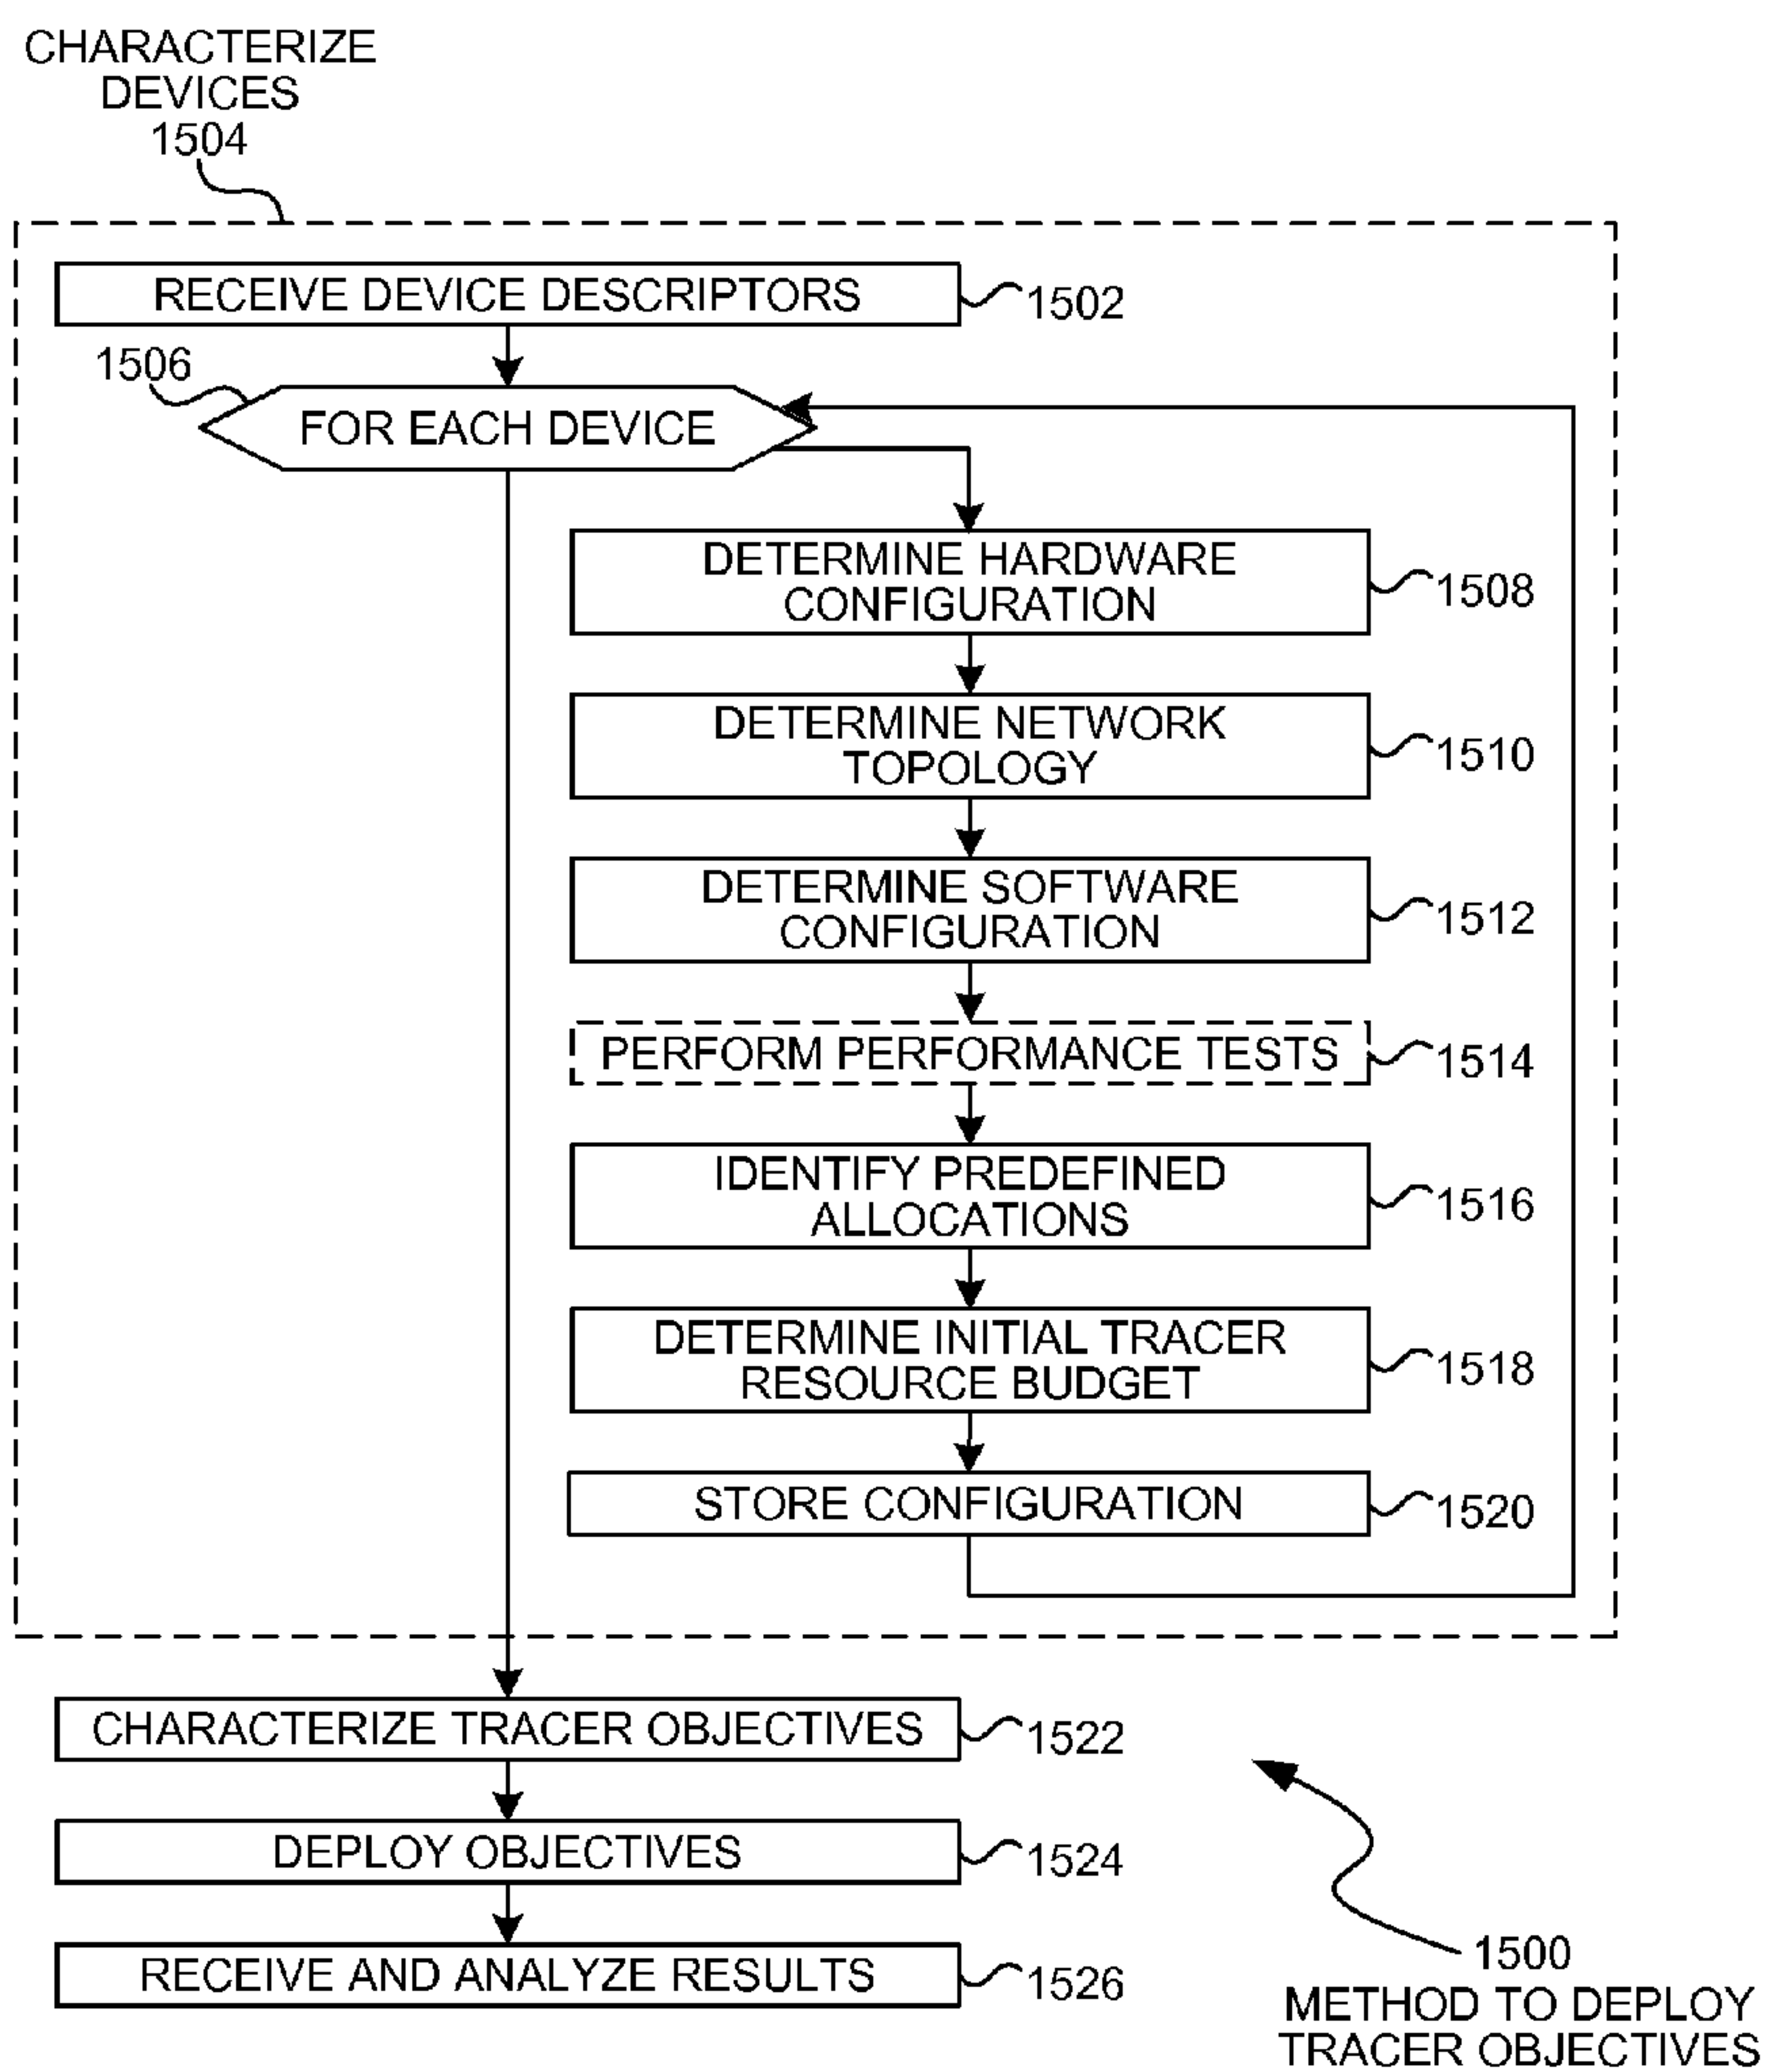 CHARACTERIZE
DEVICES
1504
RECEIVE DEVICE DESCRIPTORS
1502
1506
FOR EACH DEVICE
DETERMINE HARDWARE
CONFIGURATION
1508
DETERMINE NETWORK
TOPOLOGY
1510
DETERMINE SOFTWARE
CONFIGURATION
1512
PERFORM PERFORMANCE TESTS
1514
IDENTIFY PREDEFINED
ALLOCATIONS
1516
DETERMINE INITIAL TRACER
RESOURCE BUDGET
1518
STORE CONFIGURATION
1520
CHARACTERIZE TRACER OBJECTIVES
1522
DEPLOY OBJECTIVES
1524
RECEIVE AND ANALYZE RESULTS
1526
1500
METHOD TO DEPLOY
TRACER OBJECTIVES